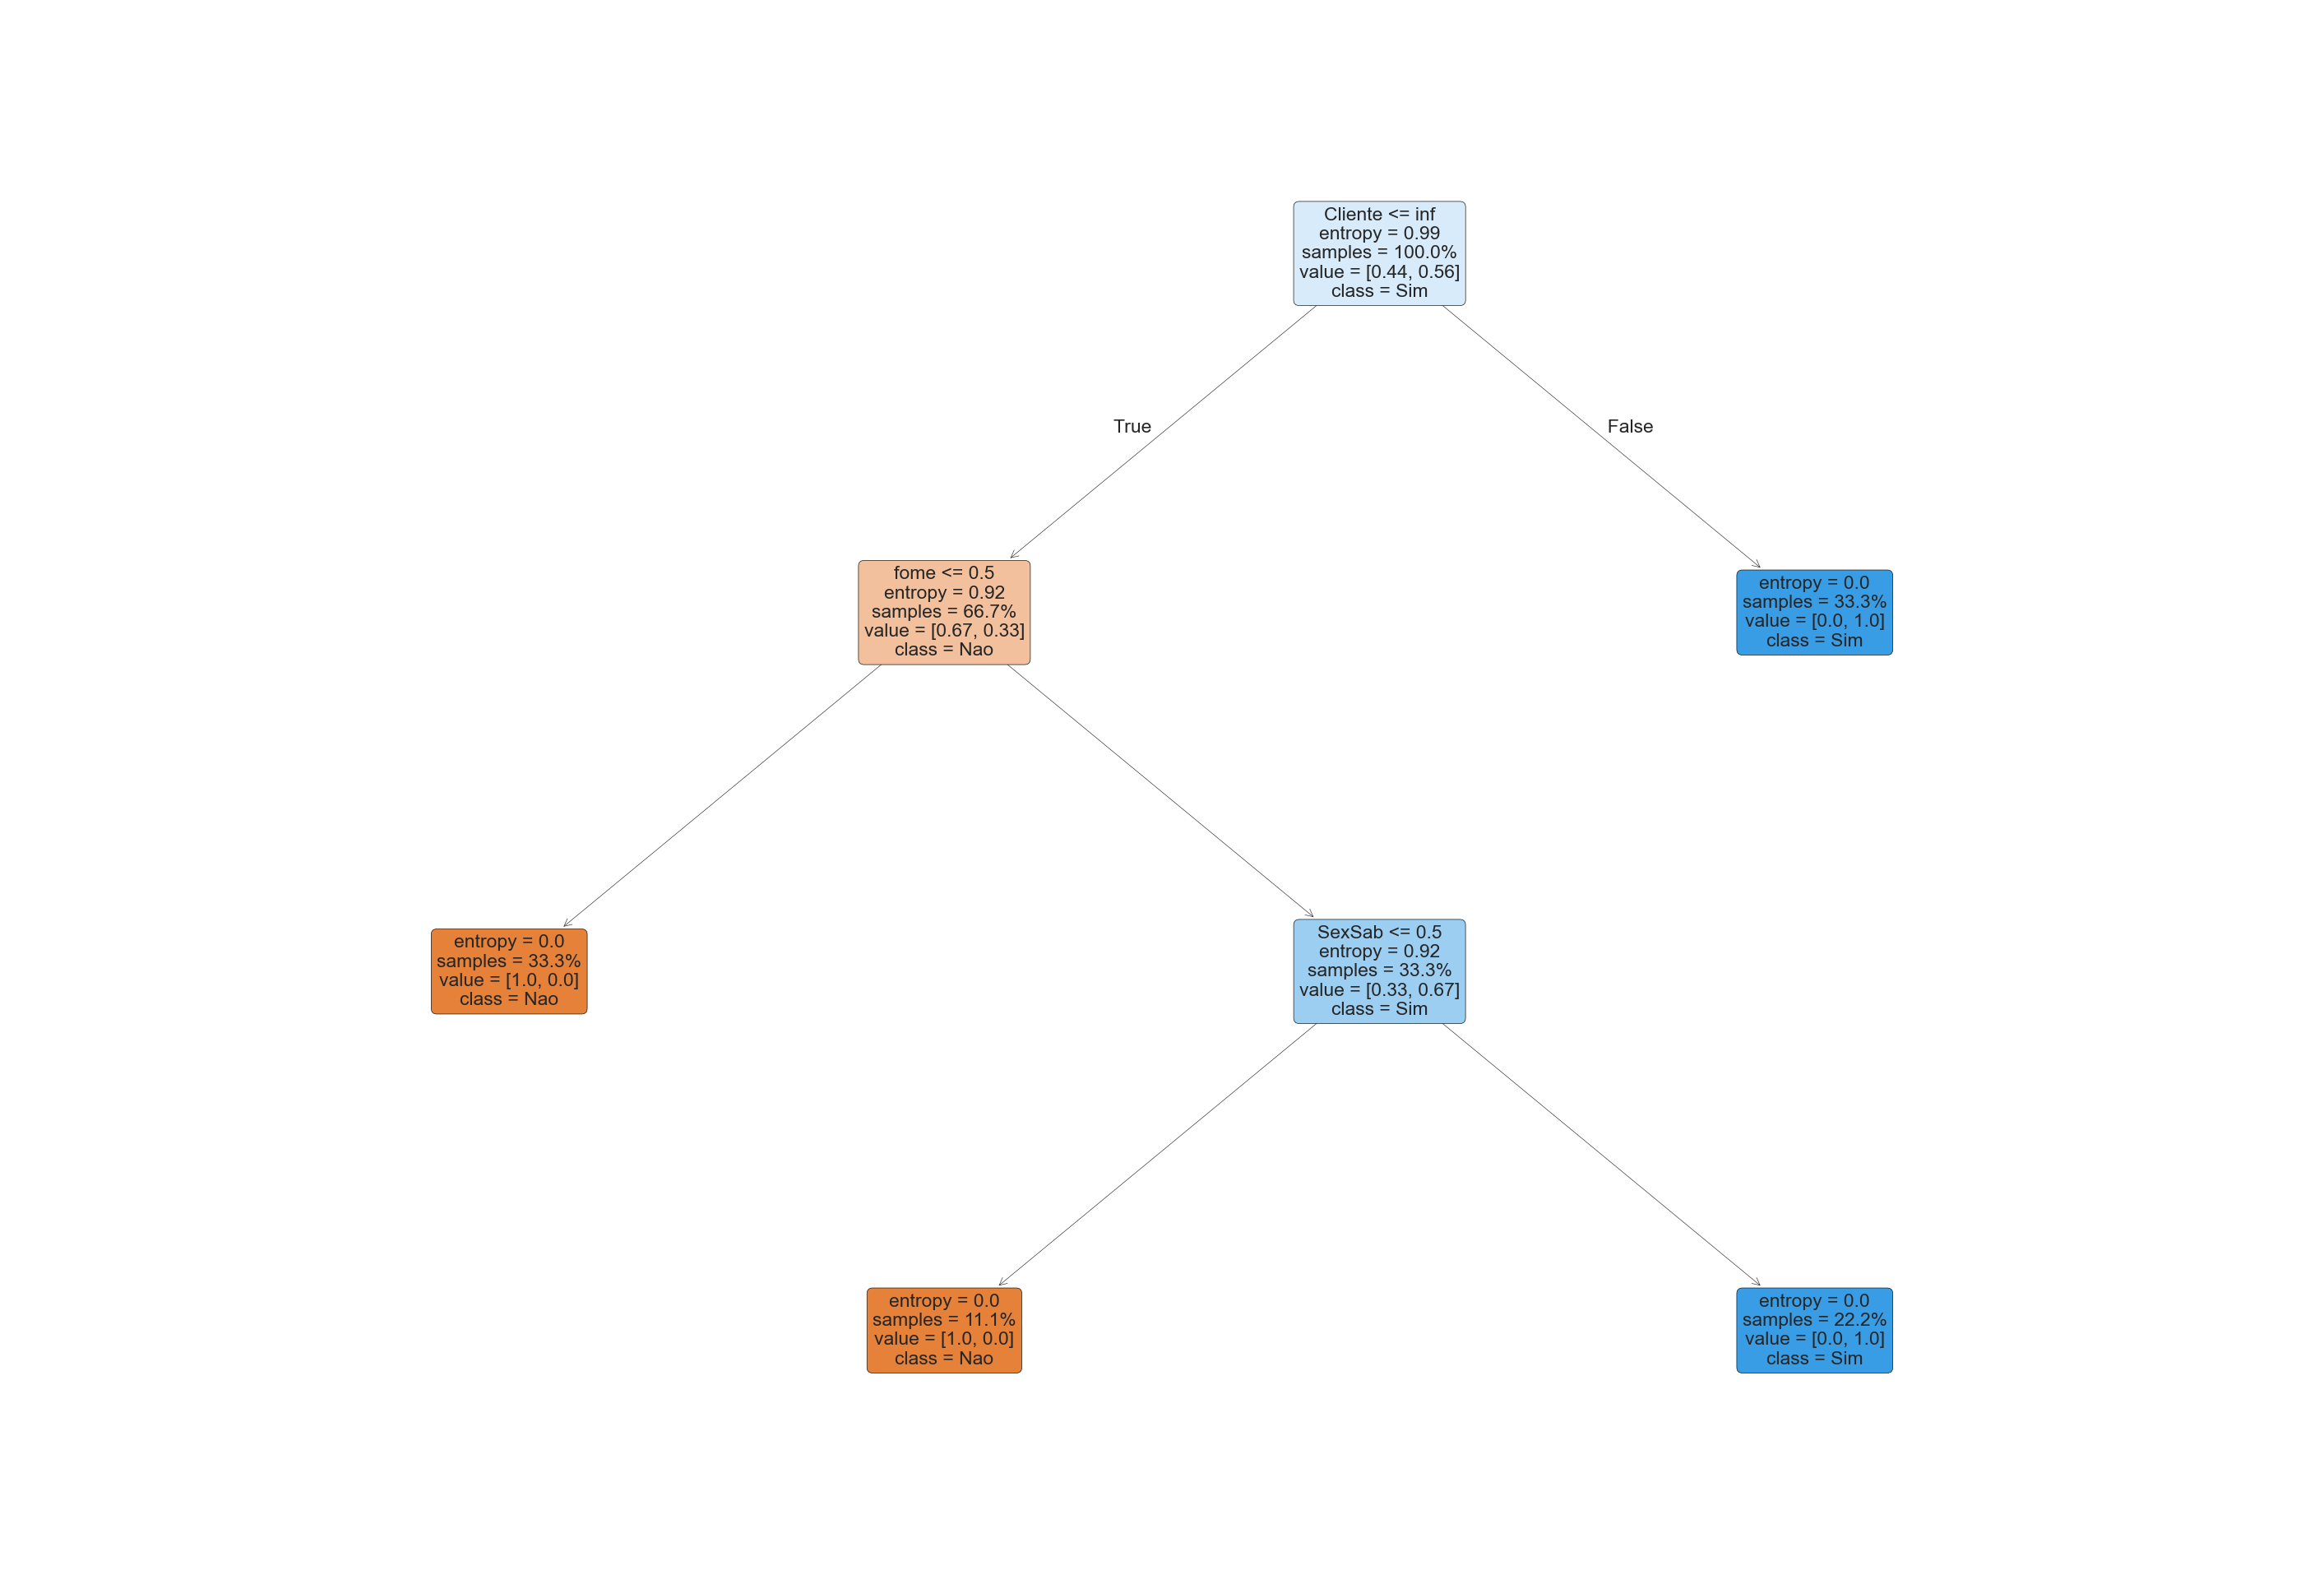 Cliente <= inf
entropy = 0.99
samples = 100.0%
value = [0.44, 0.56]
class = Sim
True
False
fome <= 0.5
entropy = 0.92
samples = 66.7%
value = [0.67, 0.33]
class = Nao
entropy = 0.0
samples = 33.3%
value = [0.0, 1.0]
class = Sim
entropy = 0.0
samples = 33.3%
value = [1.0, 0.0]
class = Nao
SexSab <= 0.5
entropy = 0.92
samples = 33.3%
value = [0.33, 0.67]
class = Sim
entropy = 0.0
samples = 11.1%
value = [1.0, 0.0]
class = Nao
entropy = 0.0
samples = 22.2%
value = [0.0, 1.0]
class = Sim